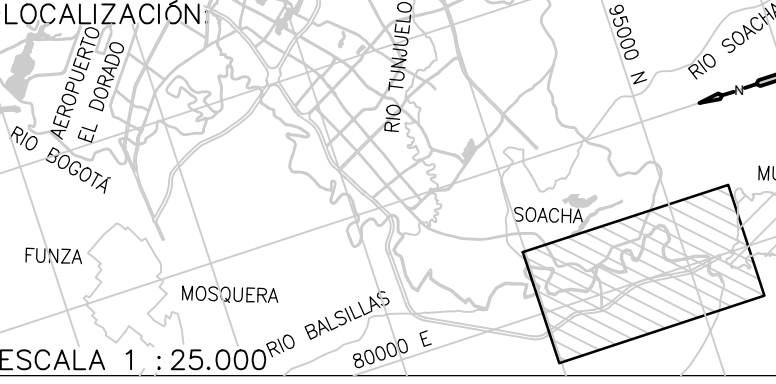 LOCALIZACIÓN:
AEROPUERTO
EL DORADO
RIO TUNJUELO
95000 N
RIO SOACHA
N
RIO BOGOTÁ
SOACHA
FUNZA
MOSQUERA
RIO BALSILLAS
80000 E
ESCALA 1 : 25.000